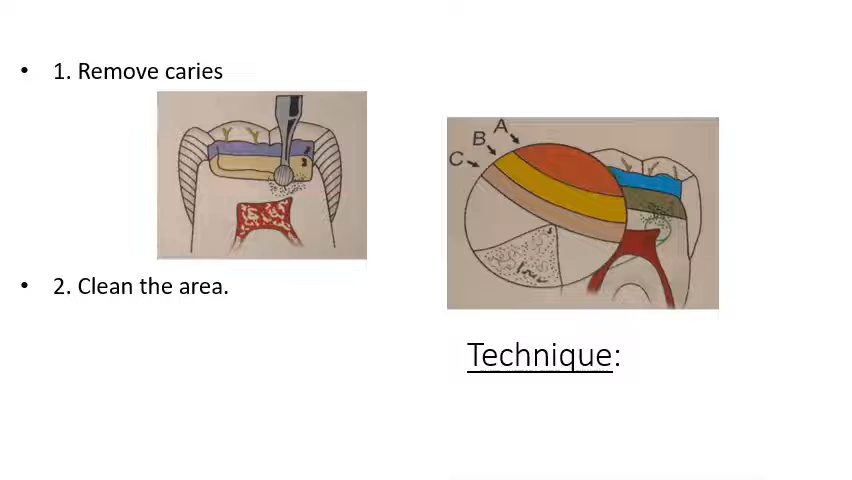 • 1. Remove caries
• 2. Clean the area.
A
B
C
Technique: